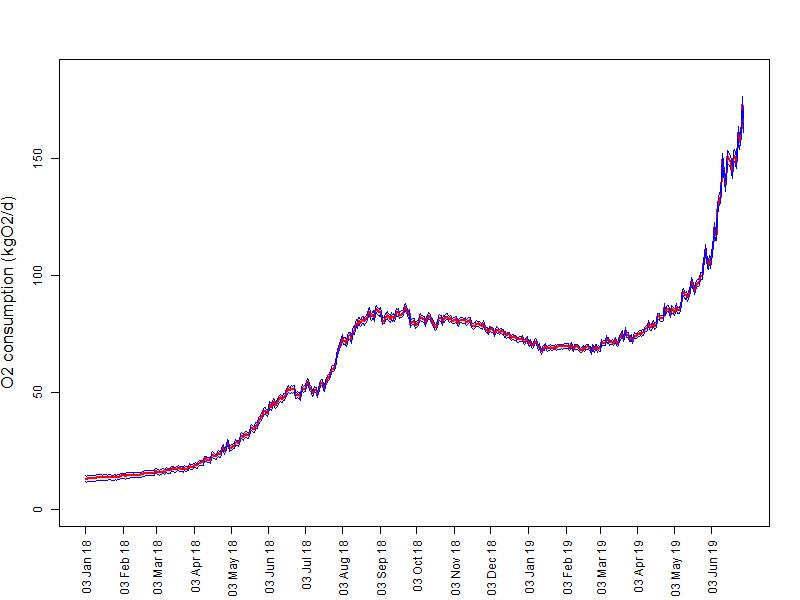 O2 consumption (kgO2/d)
150
100
50
0
03 Jan 18
03 Feb 18
03 Mar 18
03 Apr 18
03 May 18
03 Jun 18
03 Jul 18
03 Aug 18
03 Sep 18
03 Oct 18
03 Nov 18
03 Dec 18
03 Jan 19
03 Feb 19
03 Mar 19
03 Apr 19
03 May 19
03 Jun 19